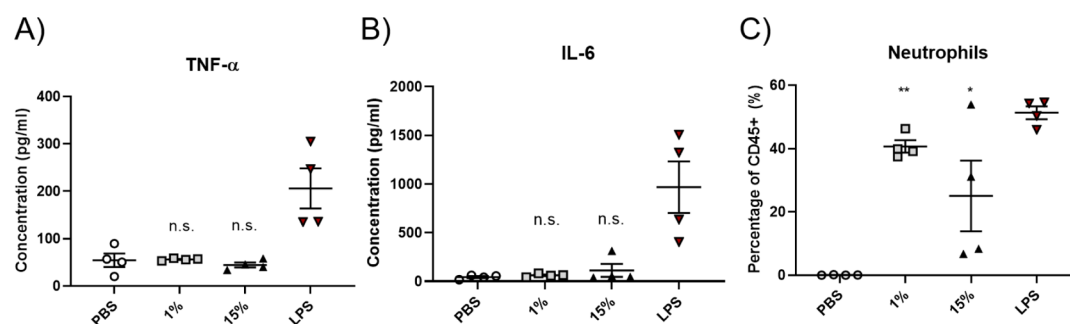 A)
TNF-α
Concentration (pg/ml)
400
300
200
100
0
n.s.
n.s.
PBS
1%
15%
LPS
B)
IL-6
Concentration (pg/ml)
2000
1500
1000
500
0
n.s.
n.s.
PBS
1%
15%
LPS
C)
Neutrophils
Percentage of CD45+ (%)
60
40
20
0
**
*
PBS
1%
15%
LPS